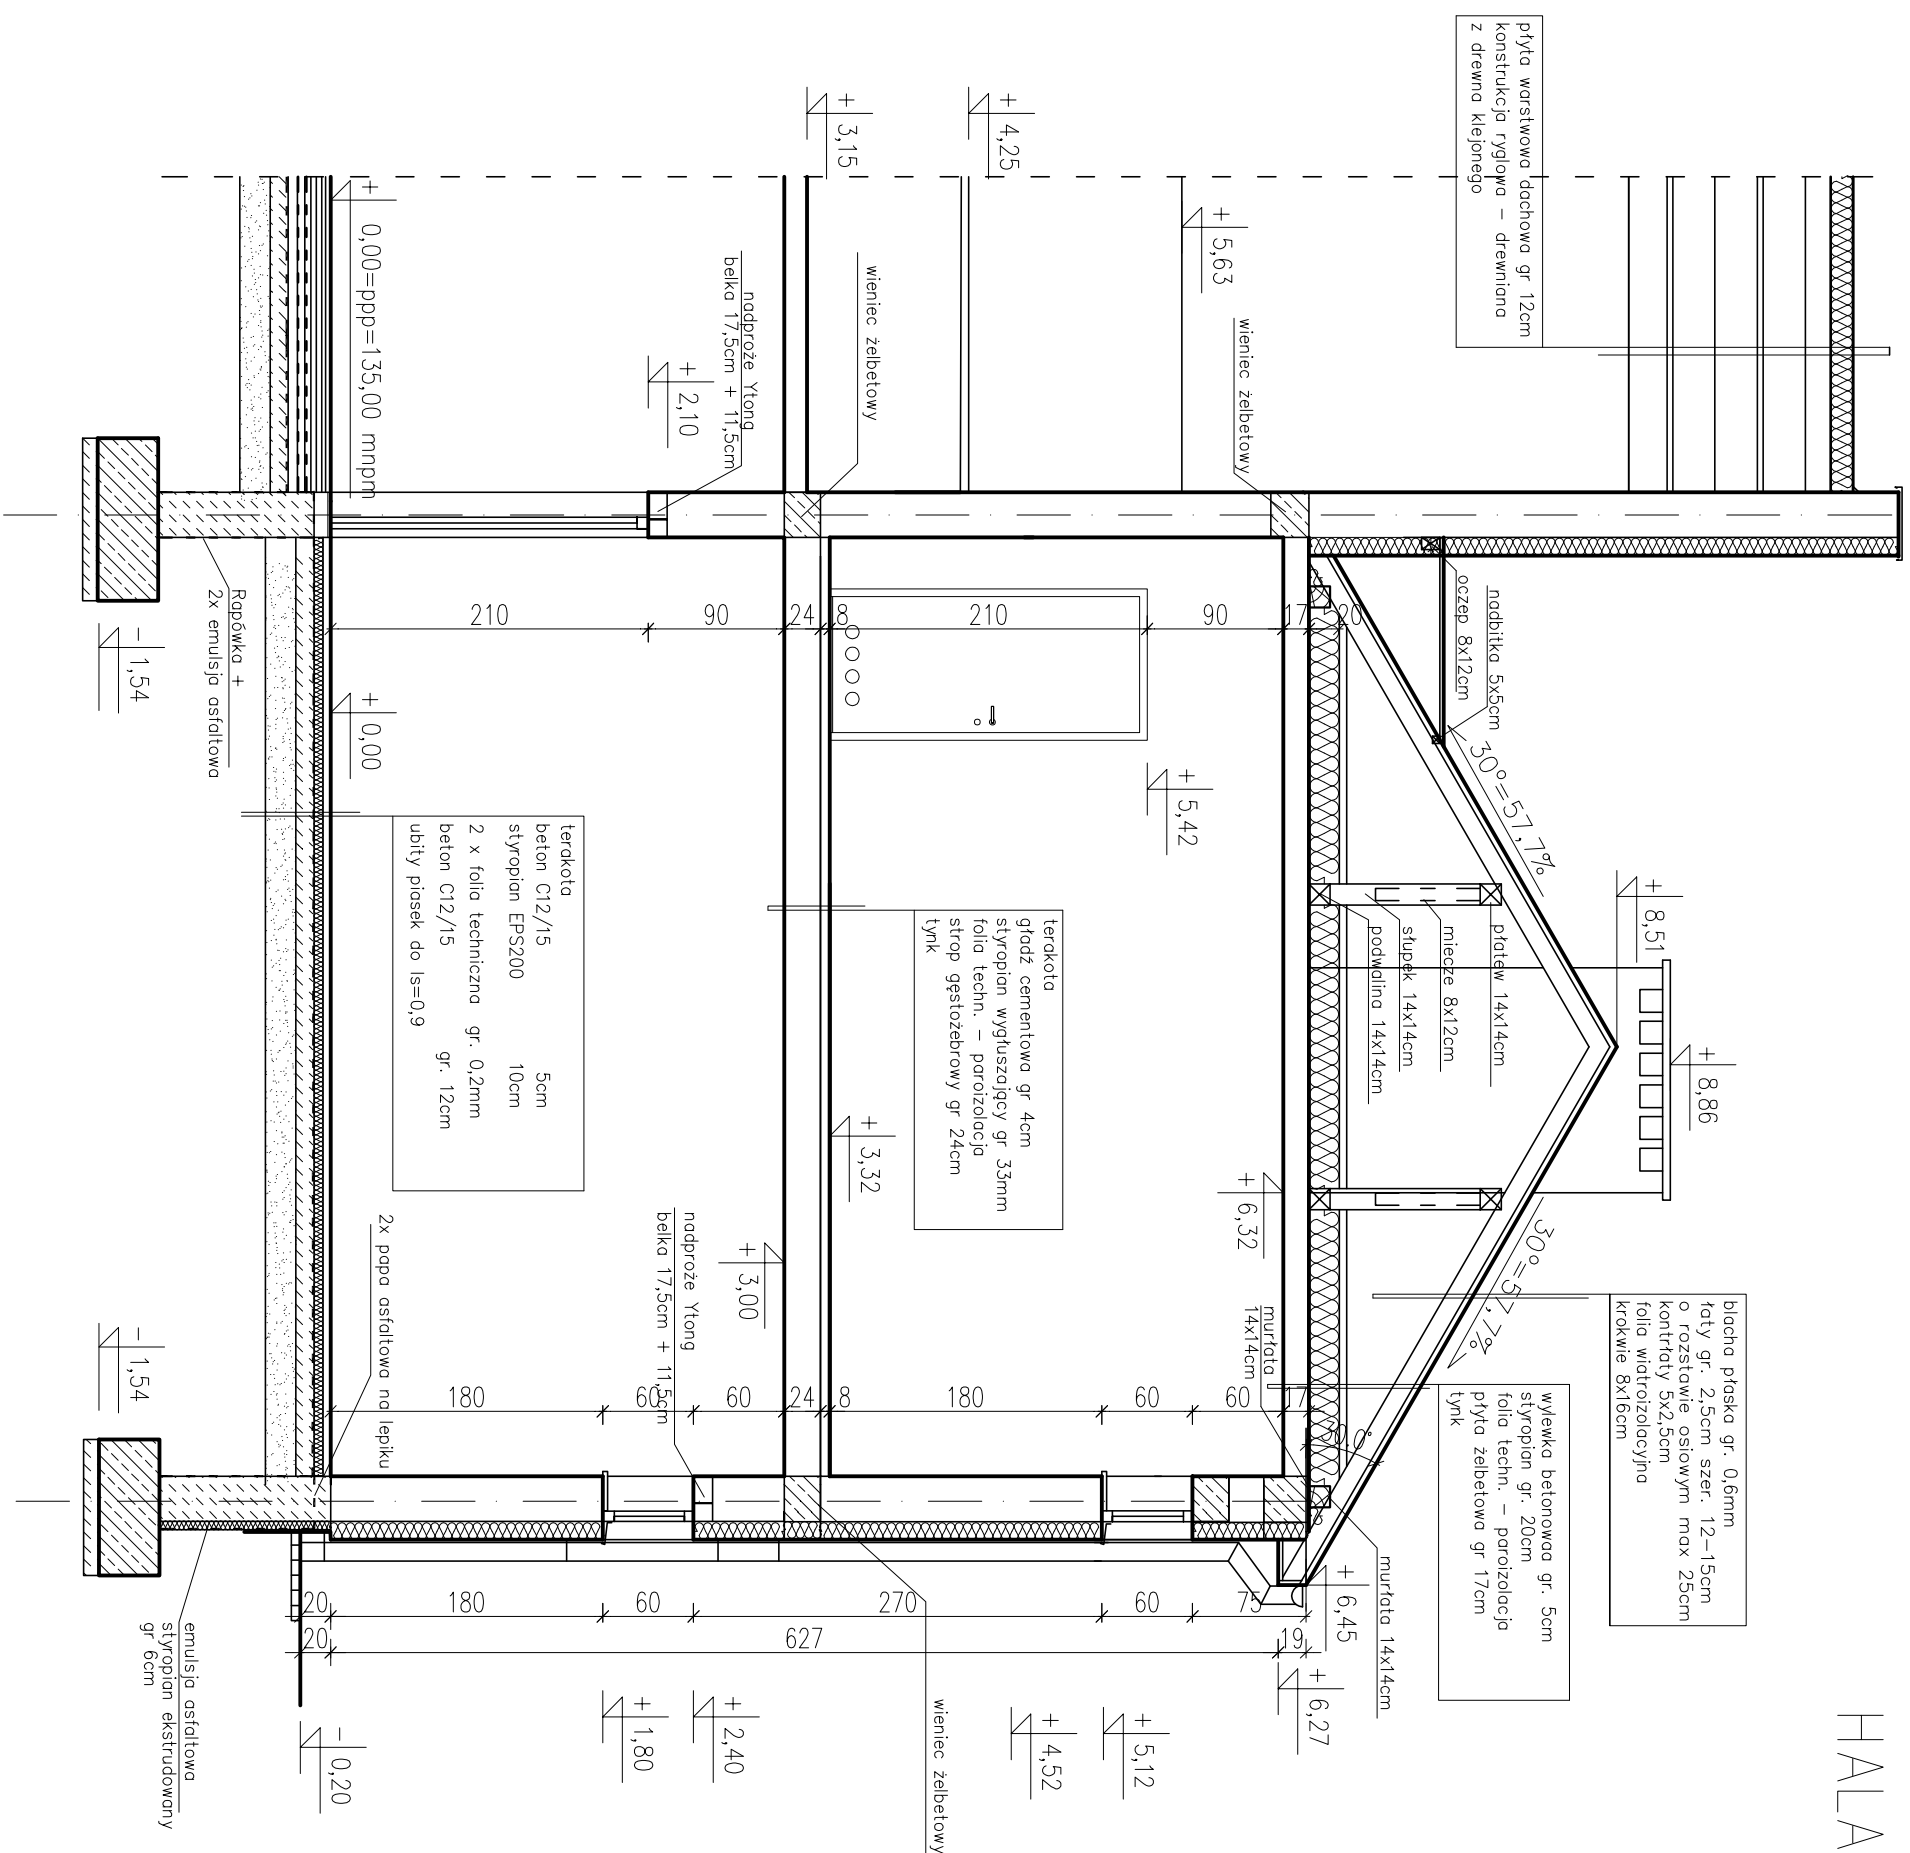 HALA
płyta warstwowa dachowa gr 12cm
konstrukcja ryglowa – drewniana
z drewna klejonego
blacha płaska gr. 0,6mm
łaty gr. 2,5cm szer. 12–15cm
o rozstawie osiowym max 25cm
kontrłaty 5x2,5cm
folia wiatroizolacyjna
krokwie 8x16cm
+ 8,86
+ 8,51
30°=57,7%
30°=57,7%
wylewka betonowaa gr. 5cm
styropian gr. 20cm
folia techn. – paroizolacja
płyta żelbetowa gr 17cm
tynk
nadbitka 5x5cm
oczep 8x12cm
płatew 14x14cm
miecze 8x12cm
słupek 14x14cm
podwalina 14x14cm
murłata
14x14cm
murłata 14x14cm
30.0°
+ 6,45
+ 6,27
+ 6,32
+ 5,63
wieniec żelbetowy
+ 5,42
+ 5,12
+ 4,52
+ 4,25
terakota
gładź cementowa gr 4cm
styropian wygłuszający gr 33mm
folia techn. – paroizolacja
strop gęstożebrowy gr 24cm
tynk
wieniec żelbetowy
wieniec żelbetowy
+ 3,15
+ 3,32
+ 3,00
nadproże Ytong
belka 17,5cm + 11,5cm
nadproże Ytong
belka 17,5cm + 11,5cm
+ 2,10
+ 2,40
+ 1,80
terakota
beton C12/15 5cm
styropian EPS200 10cm
2 x folia techniczna gr. 0,2mm
beton C12/15 gr. 12cm
ubity piasek do Is=0,9
+ 0,00=ppp=135,00 mnpm
+ 0,00
2x papa asfaltowa na lepiku
– 0,20
Rapówka +
2x emulsja asfaltowa
emulsja asfaltowa
styropian ekstrudowany
gr 6cm
– 1,54
– 1,54
210
90
24
8
210
90
17
20
180
60
60
24
8
180
60
60
17
20
180
60
270
60
75
20
627
19